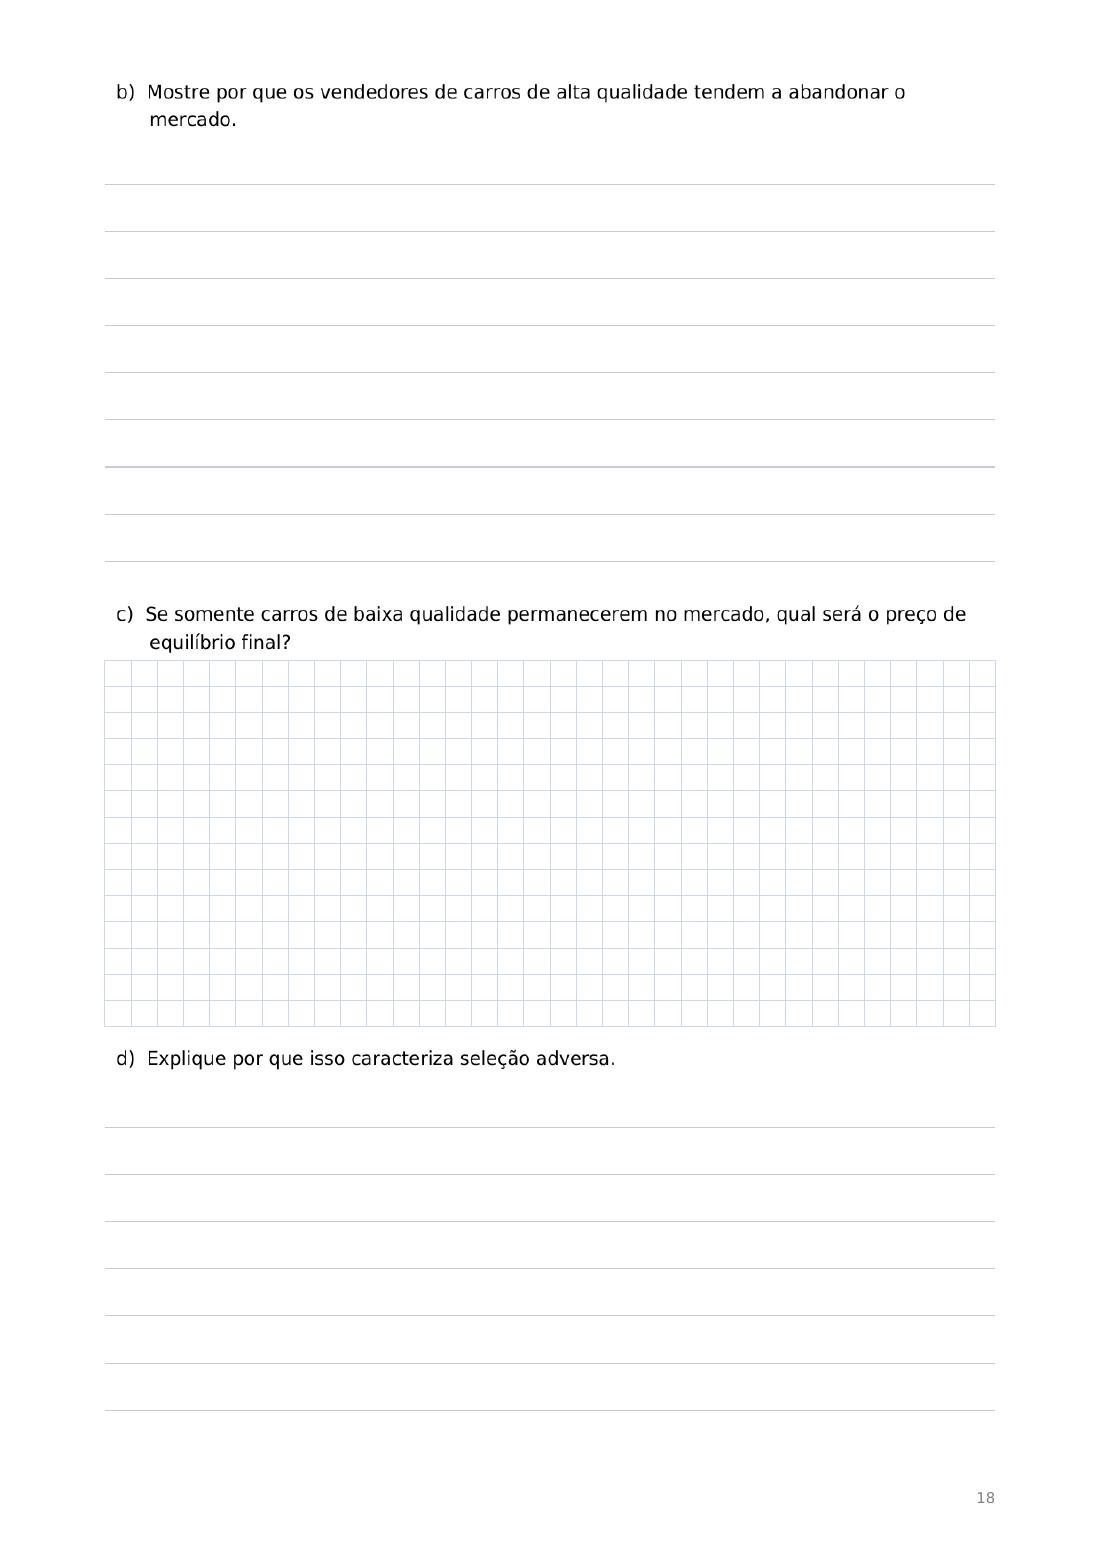 b) Mostre por que os vendedores de carros de alta qualidade tendem a abandonar o
mercado.
c) Se somente carros de baixa qualidade permanecerem no mercado, qual será o preço de
equilíbrio final?
d) Explique por que isso caracteriza seleção adversa.
18